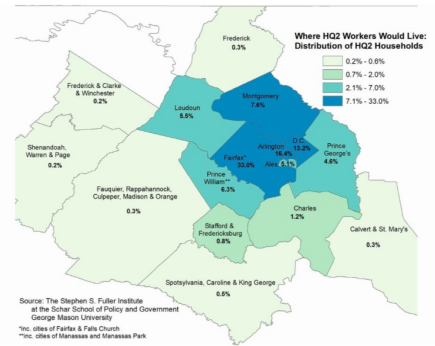 Frederick
0.3%
Where HQ2 Workers Would Live:
Distribution of HQ2 Households
0.2% - 0.6%
0.7% - 2.0%
2.1% - 7.0%
7.1% - 33.0%
Frederick & Clarke
& Winchester
0.2%
Loudoun
5.5%
Montgomery
7.6%
Shenandoah,
Warren & Page
0.2%
D.C.
13.2%
Arlington
16.4%
Fairfax*
33.0%
Alex
Prince
George's
4.6%
Prince
William**
6.3%
Fauquier, Rappahannock,
Culpeper, Madison & Orange
0.3%
Charles
1.2%
Stafford &
Fredericksburg
0.8%
Calvert & St. Mary's
0.3%
Spotsylvania, Caroline & King George
0.5%
Source: The Stephen S. Fuller Institute
at the Schar School of Policy and Government
George Mason University
*Inc. cities of Fairfax & Falls Church
**Inc. cities of Manassas and Manassas Park